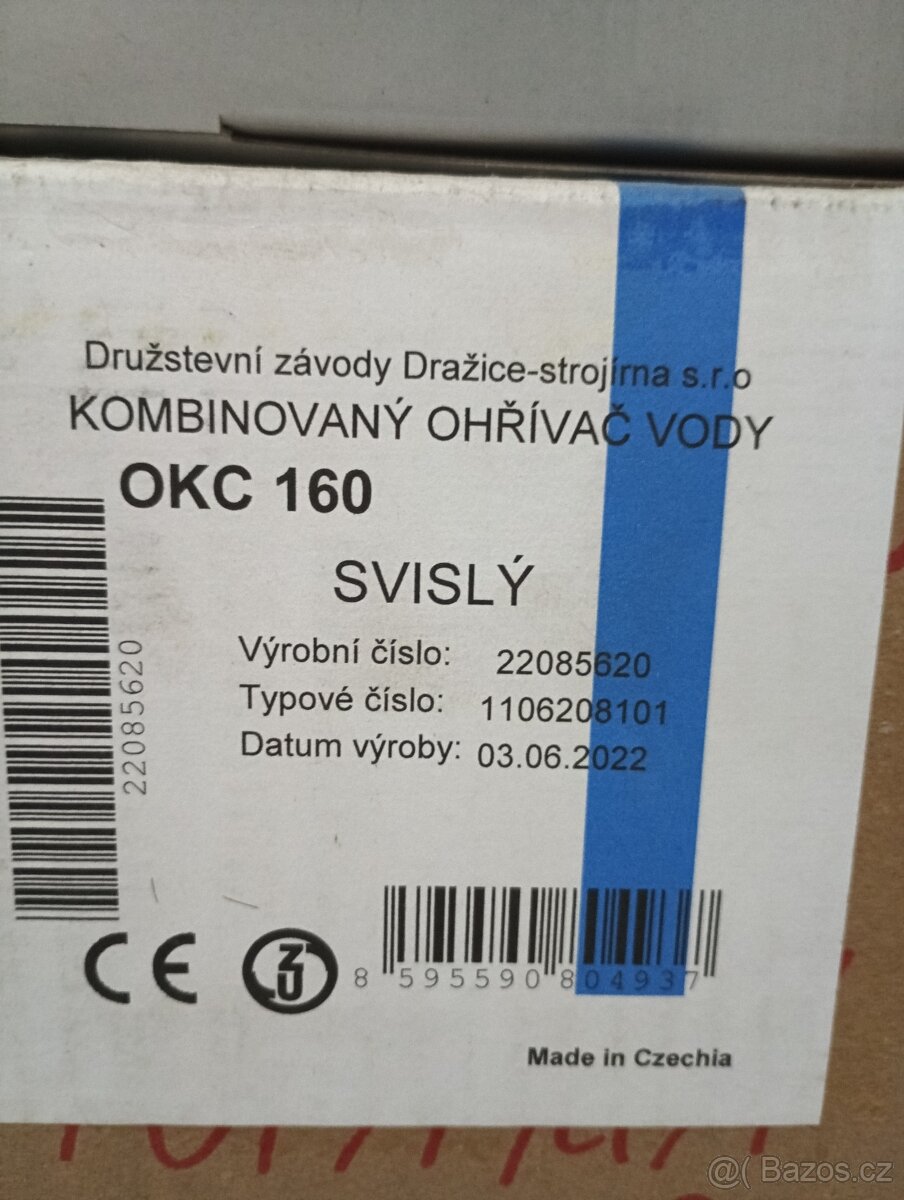 Družstevní závody Dražice-strojírna s.r.o
KOMBINOVANÝ OHŘÍVAČ VODY
OKC 160
SVISLÝ
Výrobní číslo: 22085620
Typové číslo: 1106208101
Datum výroby: 03.06.2022
22085620
CE
8 595590 804937
Made in Czechia
@( Bazos.cz